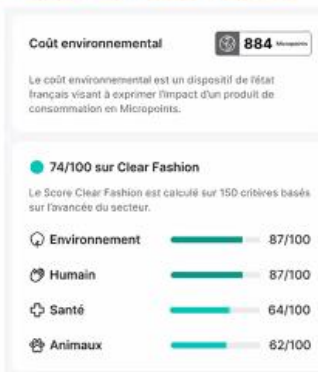 Coût environnemental
884 Micropoints
Le coût environnemental est un dispositif de l'état
français visant à exprimer l'impact d'un produit de
consommation en Micropoints.
74/100 sur Clear Fashion
Le Score Clear Fashion est calculé sur 150 critères basés
sur l'avancée du secteur.
Environnement 87/100
Humain 87/100
Santé 64/100
Animaux 62/100